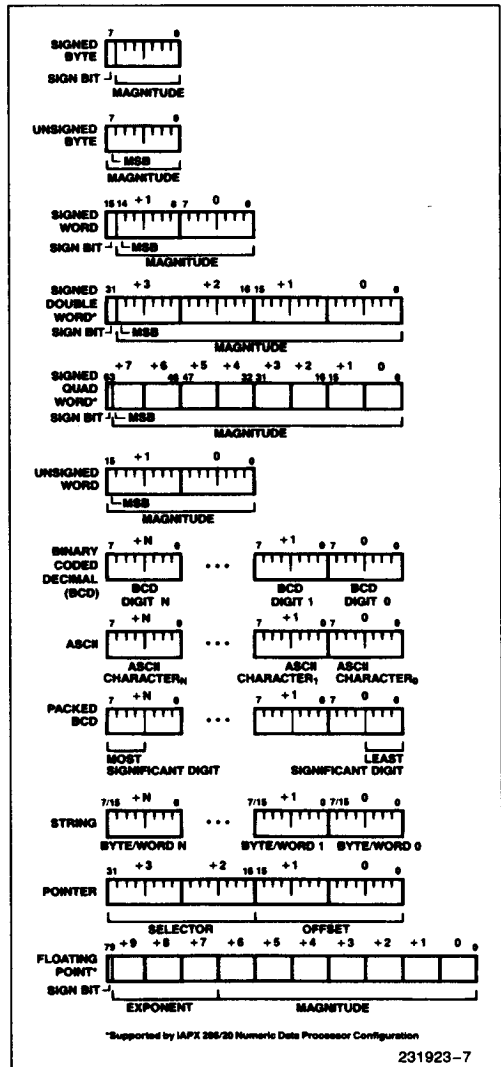 7 0
SIGNED
BYTE
SIGN BIT
MAGNITUDE
7 0
UNSIGNED
BYTE
MSB
MAGNITUDE
15 14 +1 8 7 0 0
SIGNED
WORD
SIGN BIT MSB
MAGNITUDE
31 +3 +2 16 15 +1 0 0
SIGNED
DOUBLE
WORD*
SIGN BIT MSB
MAGNITUDE
+7 +6 +5 +4 +3 +2 +1 0
63 48 47 32 31 16 15 0
SIGNED
QUAD
WORD*
SIGN BIT MSB
MAGNITUDE
15 +1 0 0
UNSIGNED
WORD
MSB
MAGNITUDE
7 +N 0 7 +1 0 7 0 0
BINARY
CODED
DECIMAL
(BCD)
• • •
BCD BCD BCD
DIGIT N DIGIT 1 DIGIT 0
7 +N 0 7 +1 0 7 0 0
ASCII • • •
ASCII ASCII ASCII
CHARACTERN CHARACTER1 CHARACTER0
7 +N 0 7 +1 0 7 0 0
PACKED
BCD
• • •
MOST LEAST
SIGNIFICANT DIGIT SIGNIFICANT DIGIT
7/15 +N 0 7/15 +1 0 7/15 0 0
STRING • • •
BYTE/WORD N BYTE/WORD 1 BYTE/WORD 0
31 +3 +2 16 15 +1 0 0
POINTER
SELECTOR OFFSET
79 +9 +8 +7 +6 +5 +4 +3 +2 +1 0 0
FLOATING
POINT*
SIGN BIT
EXPONENT MAGNITUDE
*Supported by iAPX 286/20 Numeric Data Processor Configuration
231923–7